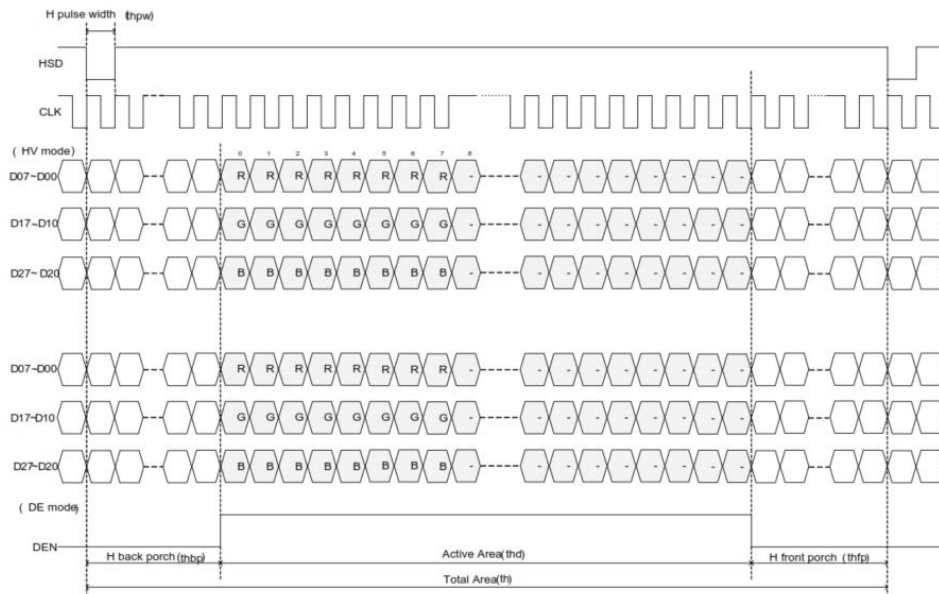 H pulse width (thpw)
HSD
CLK
( HV mode)
0 1 2 3 4 5 6 7 8
D07~D00 R R R R R R R R - - - - - - - - -
D17~D10 G G G G G G G G - - - - - - - - -
D27~ D20 B B B B B B B B - - - - - - - - -
D07~D00 R R R R R R R R - - - - - - - - -
D17~D10 G G G G G G G G - - - - - - - - -
D27~D20 B B B B B B B B - - - - - - - - -
( DE mode)
DEN
H back porch (thbp) Active Area(thd) H front porch (thfp)
Total Area(th)